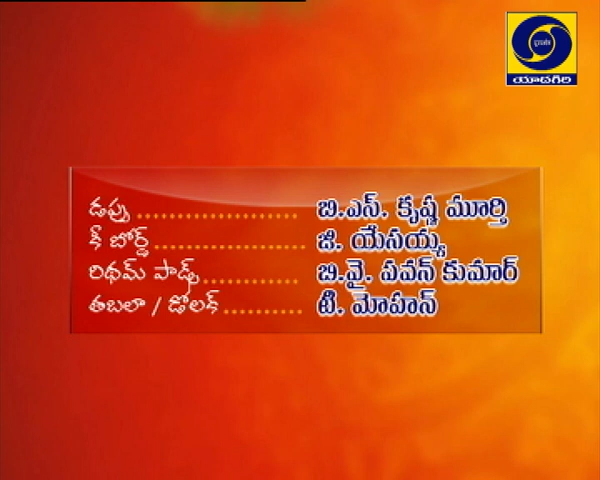 యాదగిరి
డప్పు ..................... బి.ఎస్. కృష్ణ మూర్తి
కీ బోర్డ్ .................... జి. యేసయ్య
రిథమ్ పాడ్స్ ............. బి.వై. పవన్ కుమార్
తబలా / డోలక్ .......... టి. మోహన్